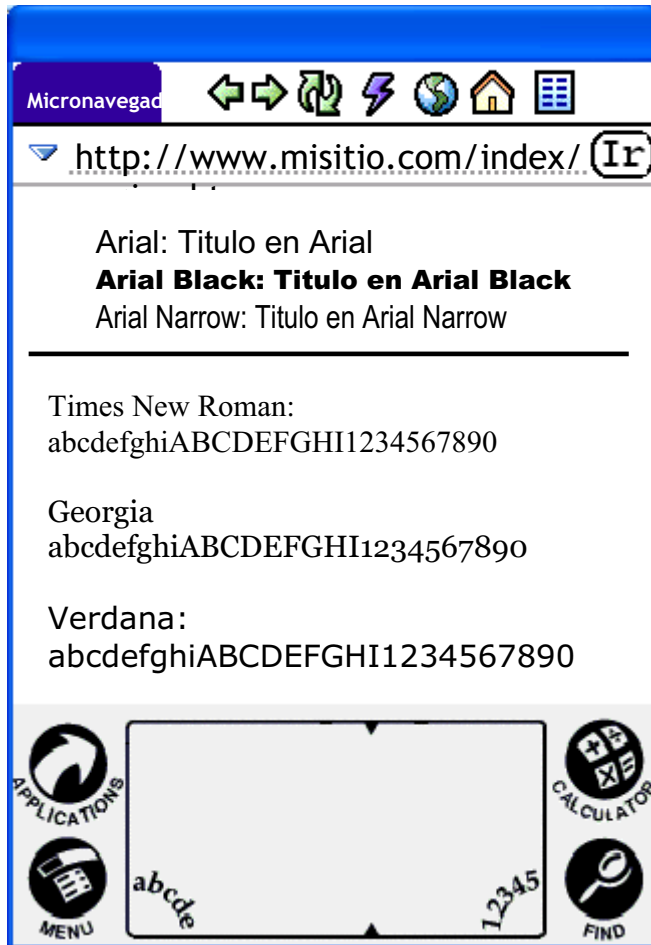 Micronavegad
http://www.misitio.com/index/ Ir
Arial: Titulo en Arial
Arial Black: Titulo en Arial Black
Arial Narrow: Titulo en Arial Narrow
Times New Roman:
abcdefghiABCDEFGHI1234567890
Georgia
abcdefghiABCDEFGHI1234567890
Verdana:
abcdefghiABCDEFGHI1234567890
APPLICATIONS
CALCULATOR
abcde
12345
MENU
FIND